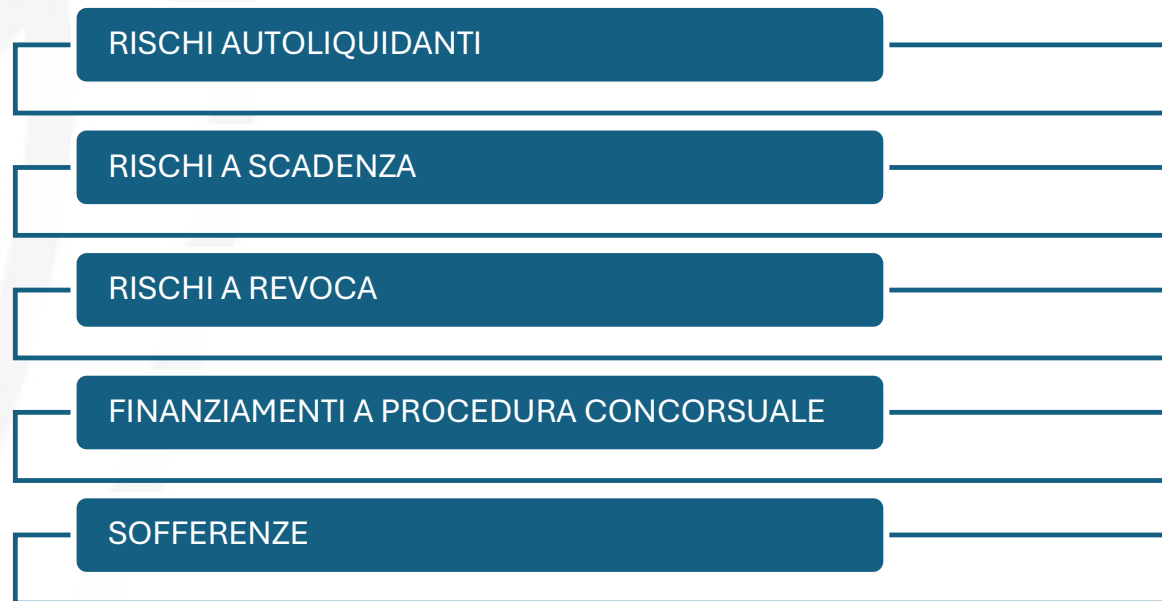 RISCHI AUTOLIQUIDANTI
RISCHI A SCADENZA
RISCHI A REVOCA
FINANZIAMENTI A PROCEDURA CONCORSUALE
SOFFERENZE